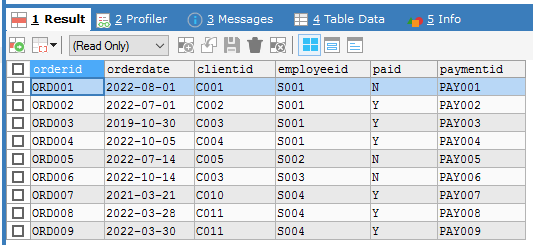 1 Result 2 Profiler 3 Messages 4 Table Data 5 Info
(Read Only)
orderid orderdate clientid employeeid paid paymentid
ORD001 2022-08-01 C001 S001 N PAY001
ORD002 2022-07-01 C002 S001 Y PAY002
ORD003 2019-10-30 C003 S001 Y PAY003
ORD004 2022-10-05 C004 S001 Y PAY004
ORD005 2022-07-14 C005 S002 N PAY005
ORD006 2022-10-14 C003 S003 N PAY006
ORD007 2021-03-21 C010 S004 Y PAY007
ORD008 2022-03-28 C011 S004 Y PAY008
ORD009 2022-03-30 C011 S004 Y PAY009